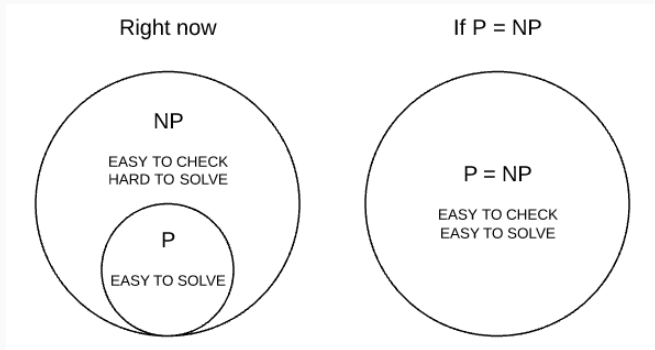 Right now
NP
EASY TO CHECK
HARD TO SOLVE
P
EASY TO SOLVE
If P = NP
P = NP
EASY TO CHECK
EASY TO SOLVE